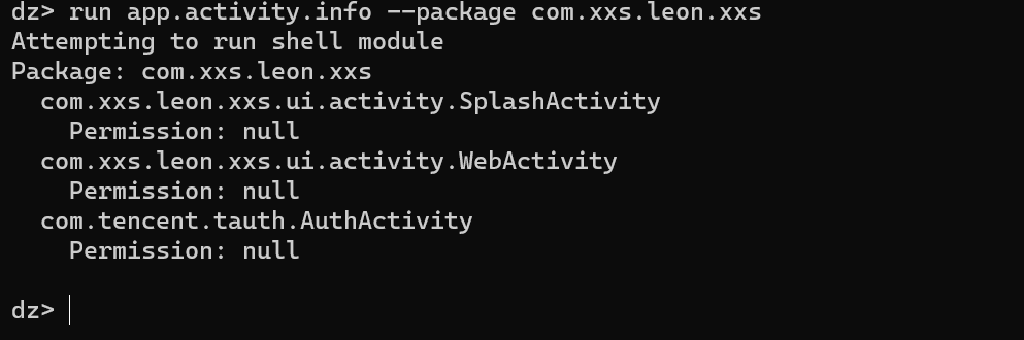 dz> run app.activity.info --package com.xxs.leon.xxs
Attempting to run shell module
Package: com.xxs.leon.xxs
  com.xxs.leon.xxs.ui.activity.SplashActivity
    Permission: null
  com.xxs.leon.xxs.ui.activity.WebActivity
    Permission: null
  com.tencent.tauth.AuthActivity
    Permission: null
dz>